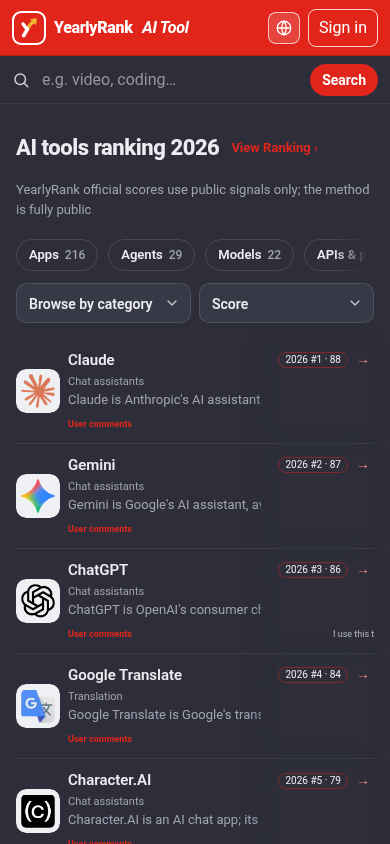 YearlyRank AI Tool
Sign in
e.g. video, coding...
Search
AI tools ranking 2026 View Ranking ›
YearlyRank official scores use public signals only; the method
is fully public
Apps 216 Agents 29 Models 22 APIs & p
Browse by category Score
Claude 2026 #1 · 88 →
Chat assistants
Claude is Anthropic's AI assistant
User comments
Gemini 2026 #2 · 87 →
Chat assistants
Gemini is Google's AI assistant, av
User comments
ChatGPT 2026 #3 · 86 →
Chat assistants
ChatGPT is OpenAI's consumer ch
User comments I use this t
Google Translate 2026 #4 · 84 →
Translation
Google Translate is Google's trans
User comments
Character.AI 2026 #5 · 79 →
Chat assistants
Character.AI is an AI chat app; its
User comments